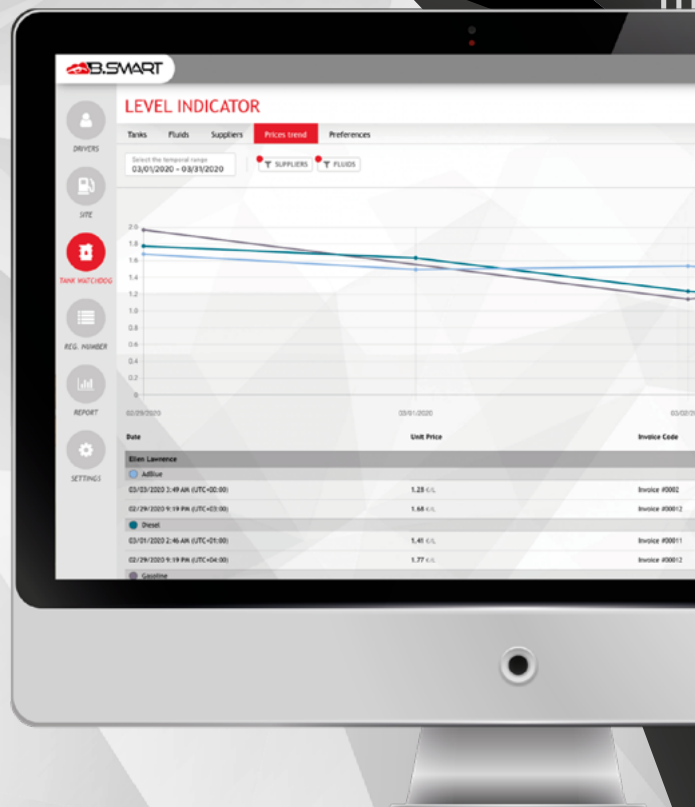 B.SMART
LEVEL INDICATOR
Tanks Fluids Suppliers Prices trend Preferences
Select the temporal range
03/01/2020 - 03/31/2020
SUPPLIERS FLUIDS
DRIVERS
SITE
TANK WATCHDOG
REG. NUMBER
REPORT
SETTINGS
2.0
1.8
1.6
1.4
1.2
1.0
0.8
0.6
0.4
0.2
0
02/29/2020 03/01/2020
Date Unit Price Invoice Code
Ellen Lawrence
AdBlue
03/03/2020 3:49 AM (UTC+00:00) 1.28 €/L Invoice #0002
02/29/2020 9:19 PM (UTC+03:00) 1.68 €/L Invoice #00012
Diesel
03/01/2020 2:46 AM (UTC+01:00) 1.41 €/L Invoice #00011
02/29/2020 9:19 PM (UTC+04:00) 1.77 €/L Invoice #00012
Gasoline